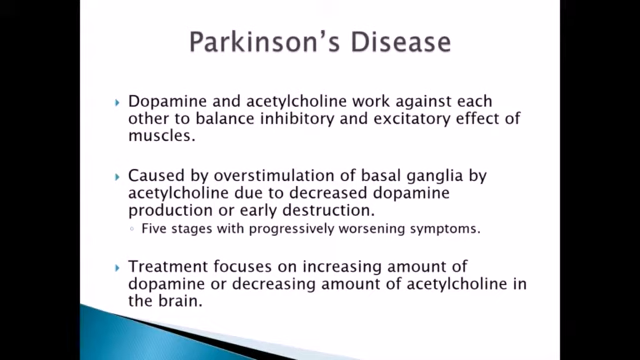 Parkinson's Disease
Dopamine and acetylcholine work against each
other to balance inhibitory and excitatory effect of
muscles.
Caused by overstimulation of basal ganglia by
acetylcholine due to decreased dopamine
production or early destruction.
Five stages with progressively worsening symptoms.
Treatment focuses on increasing amount of
dopamine or decreasing amount of acetylcholine in
the brain.